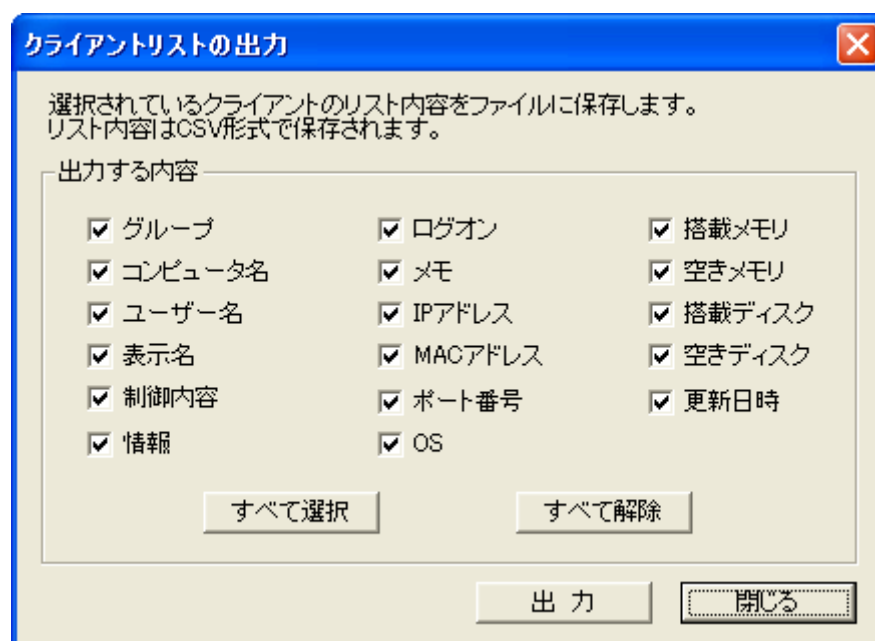 クライアントリストの出力
選択されているクライアントのリスト内容をファイルに保存します。
リスト内容はCSV形式で保存されます。
出力する内容
グループ
コンピュータ名
ユーザー名
表示名
制御内容
情報
ログオン
メモ
IPアドレス
MACアドレス
ポート番号
OS
搭載メモリ
空きメモリ
搭載ディスク
空きディスク
更新日時
すべて選択
すべて解除
出 力
閉じる